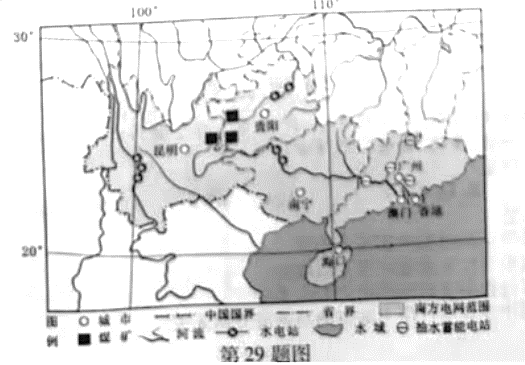 100° 110°
30°
贵阳
昆明
广州
南宁
澳门 香港
20°
海口
图 城市 中国国界 省界 南方电网范围
例 煤矿 河流 水电站 水域 抽水蓄能电站
第29题图